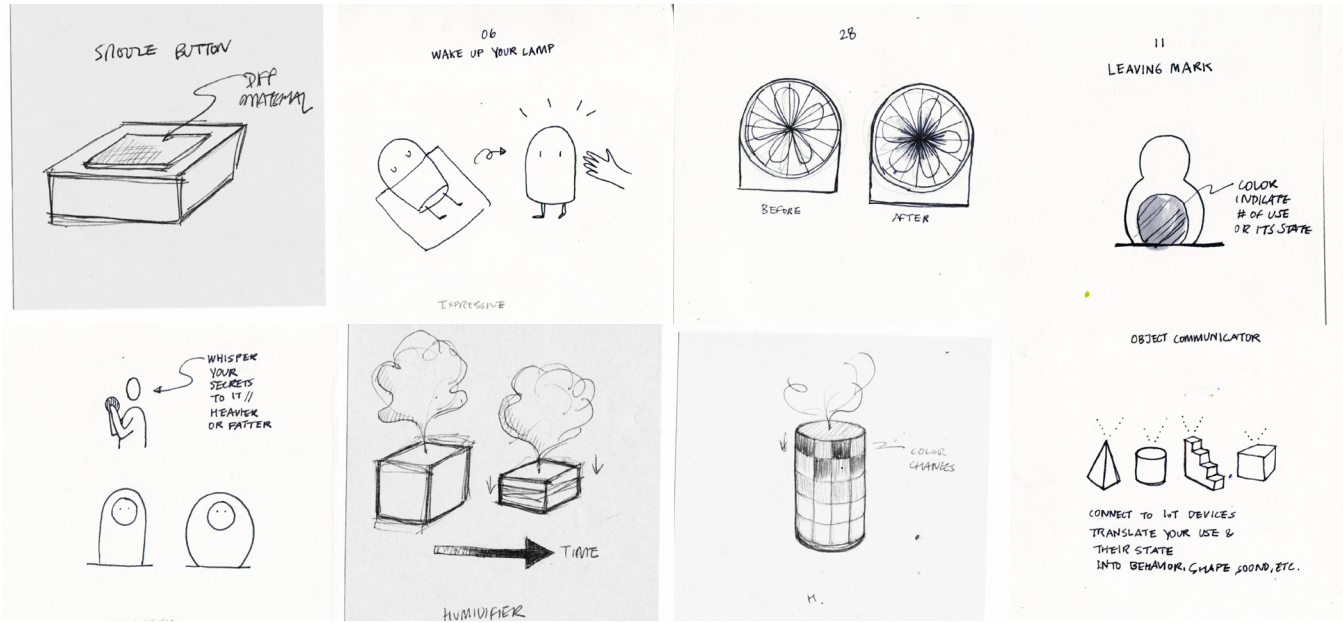 SNOOZE BUTTON
DIFF
MATERIAL
06
WAKE UP YOUR LAMP
EXPRESSIVE
28
BEFORE
AFTER
11
LEAVING MARK
COLOR
INDICATE
# OF USE
OR ITS STATE
WHISPER
YOUR
SECRETS
TO IT //
HEAVIER
OR FATTER
TIME
HUMIDIFIER
COLOR
CHANGES
H.
OBJECT COMMUNICATOR
CONNECT TO IoT DEVICES
TRANSLATE YOUR USE &
THEIR STATE
INTO BEHAVIOR, SHAPE SOUND, ETC.